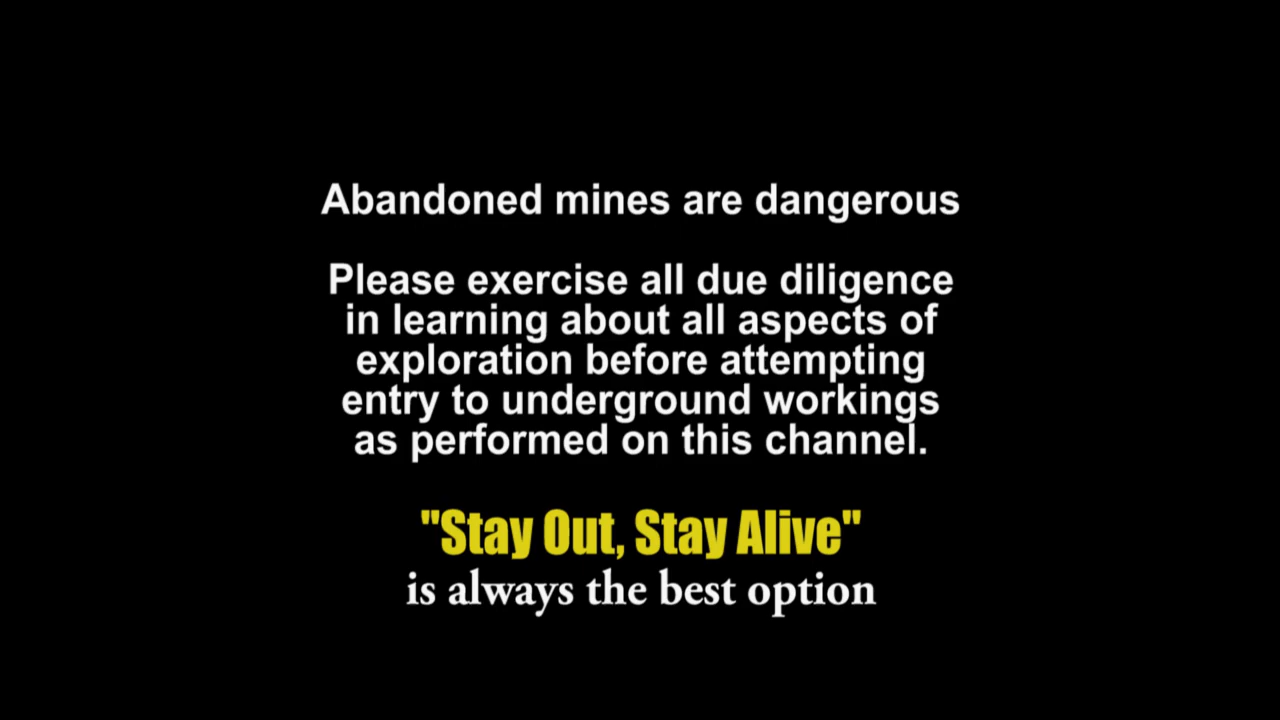 Abandoned mines are dangerous
Please exercise all due diligence
in learning about all aspects of
exploration before attempting
entry to underground workings
as performed on this channel.
"Stay Out, Stay Alive"
is always the best option